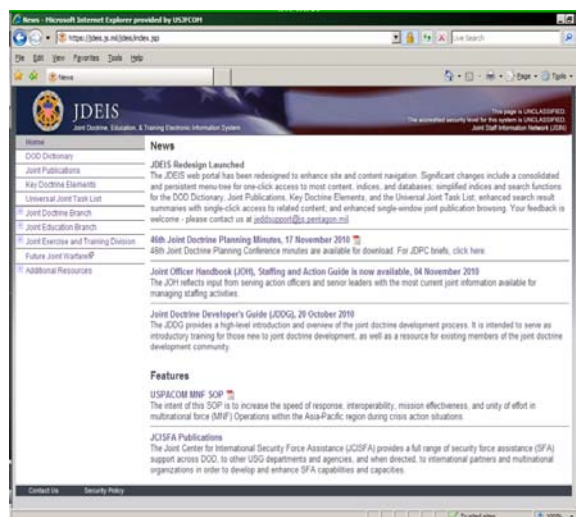 News - Microsoft Internet Explorer provided by USJFCOM
https://jdeis.js.mil/jdeis/index.jsp
Live Search
File Edit View Favorites Tools Help
News
Page Tools
JDEIS
Joint Doctrine, Education, & Training Electronic Information System
This page is UNCLASSIFIED.
The accredited security level for this system is UNCLASSIFIED.
Joint Staff Information Network (JSIN)
Home
DOD Dictionary
Joint Publications
Key Doctrine Elements
Universal Joint Task List
Joint Doctrine Branch
Joint Education Branch
Joint Exercise and Training Division
Future Joint Warfare
Additional Resources
News
JDEIS Redesign Launched
The JDEIS web portal has been redesigned to enhance site and content navigation. Significant changes include a consolidated
and persistent menu-tree for one-click access to most content, indices, and databases; simplified indices and search functions
for the DOD Dictionary, Joint Publications, Key Doctrine Elements, and the Universal Joint Task List; enhanced search result
summaries with single-click access to related content; and enhanced single-window joint publication browsing. Your feedback is
welcome - please contact us at jeddsupport@js.pentagon.mil
46th Joint Doctrine Planning Minutes, 17 November 2010
46th Joint Doctrine Planning Conference minutes are available for download. For JDPC briefs, click here.
Joint Officer Handbook (JOH), Staffing and Action Guide is now available, 04 November 2010
The JOH reflects input from serving action officers and senior leaders with the most current joint information available for
managing staffing activities.
Joint Doctrine Developer's Guide (JDDG), 20 October 2010
The JDDG provides a high-level introduction and overview of the joint doctrine development process. It is intended to serve as
introductory training for those new to joint doctrine development, as well as a resource for existing members of the joint doctrine
development community.
Features
USPACOM MNF SOP
The intent of this SOP is to increase the speed of response, interoperability, mission effectiveness, and unity of effort in
multinational force (MNF) Operations within the Asia-Pacific region during crisis action situations.
JCISFA Publications
The Joint Center for International Security Force Assistance (JCISFA) provides a full range of security force assistance (SFA)
support across DOD, to other USG departments and agencies, and when directed, to international partners and multinational
organizations in order to develop and enhance SFA capabilities and capacities.
Contact Us Security Policy
Trusted sites 100%